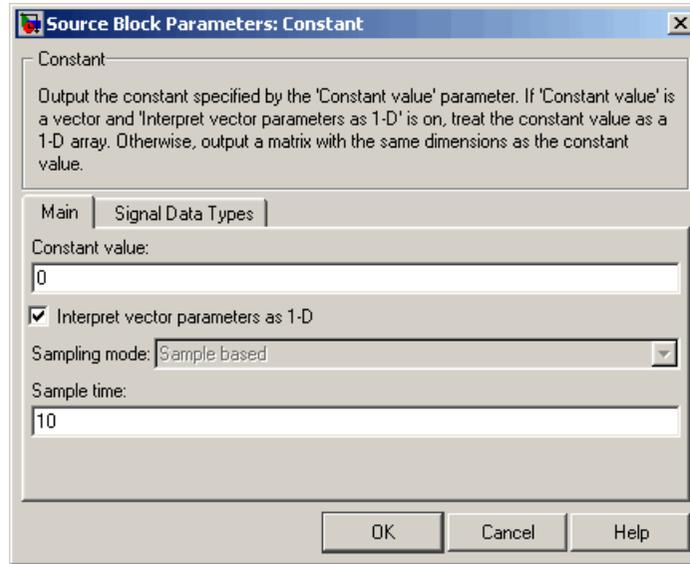 Source Block Parameters: Constant
Constant
Output the constant specified by the 'Constant value' parameter. If 'Constant value' is
a vector and 'Interpret vector parameters as 1-D' is on, treat the constant value as a
1-D array. Otherwise, output a matrix with the same dimensions as the constant
value.
Main
Signal Data Types
Constant value:
0
Interpret vector parameters as 1-D
Sampling mode: Sample based
Sample time:
10
OK
Cancel
Help